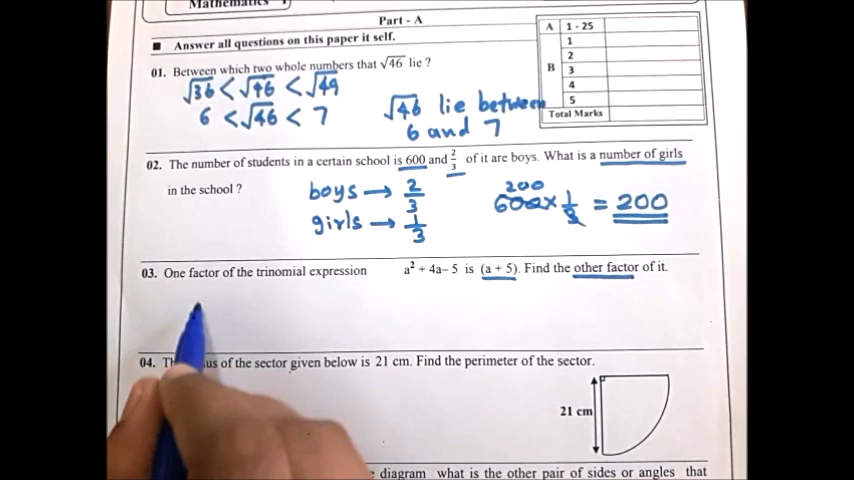 Mathematics
Part - A
■ Answer all questions on this paper it self.
A 1 - 25
B 1
2
3
4
5
Total Marks
01. Between which two whole numbers that √46 lie ?
√36 < √46 < √49
6 < √46 < 7
√46 lie between
6 and 7
02. The number of students in a certain school is 600 and 2/3 of it are boys. What is a number of girls
in the school ?
boys → 2/3
girls → 1/3
200
600 × 1/3 = 200
03. One factor of the trinomial expression a² + 4a– 5 is (a + 5). Find the other factor of it.
04. us of the sector given below is 21 cm. Find the perimeter of the sector.
21 cm
diagram what is the other pair of sides or angles that